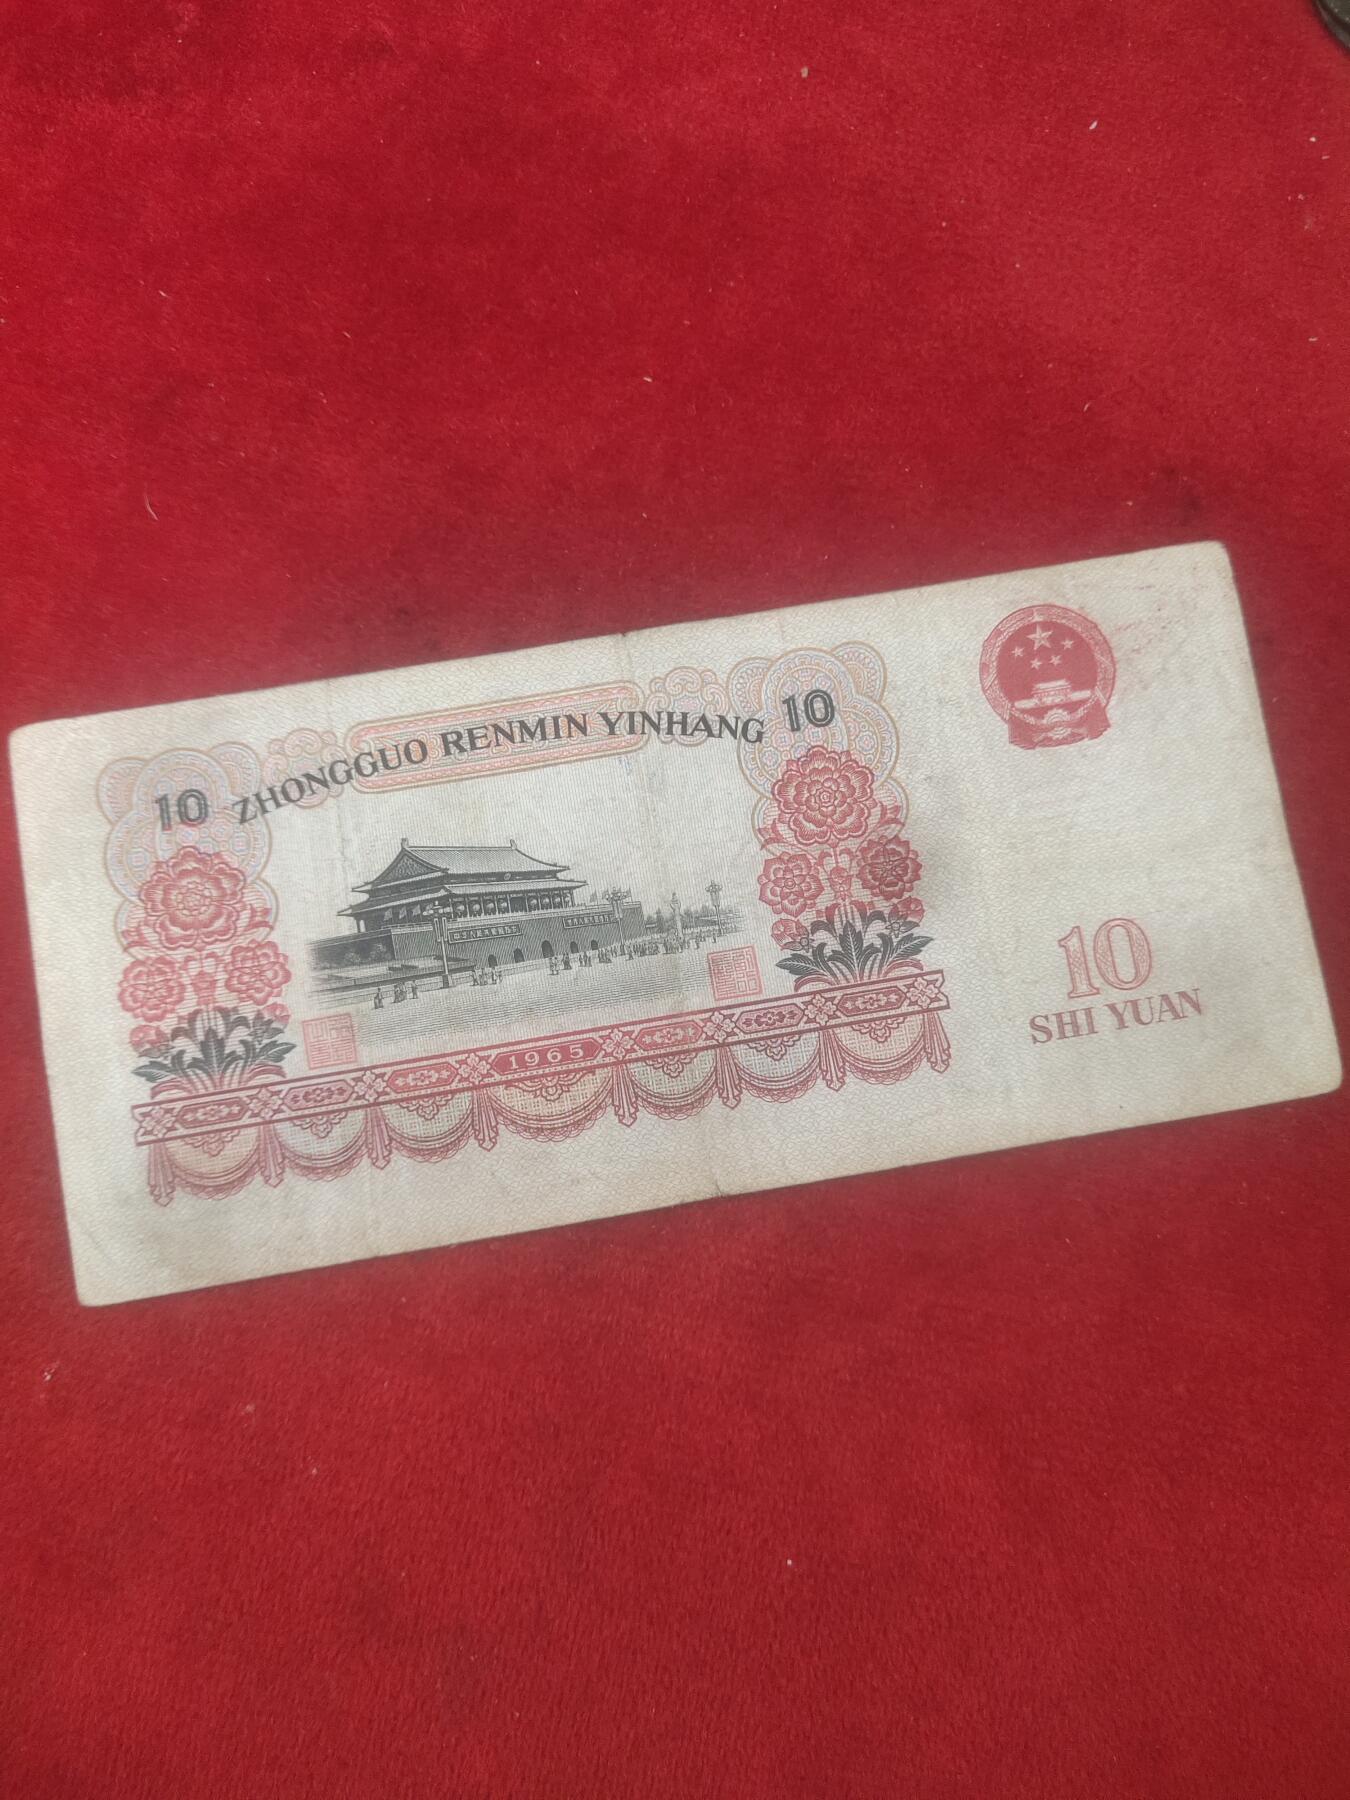 10 ZHONGGUO RENMIN YINHANG 10
1965
10
SHI YUAN